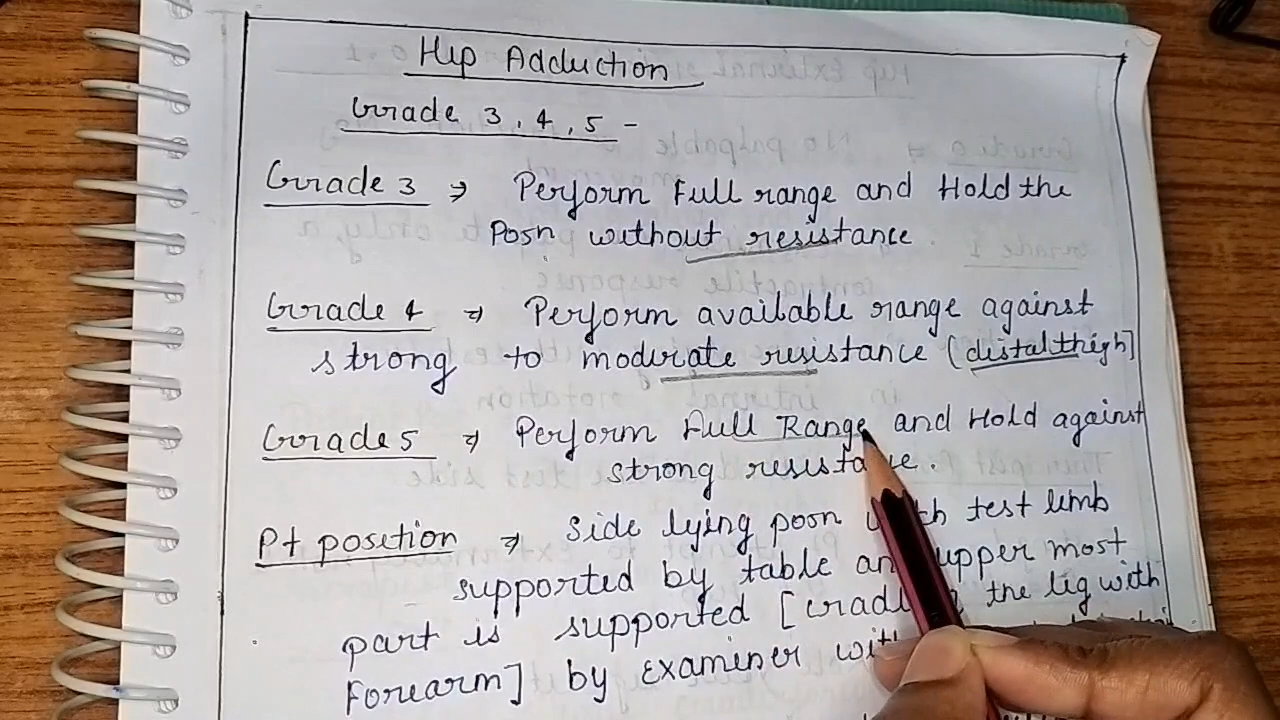 Hip Adduction
Grade 3, 4, 5 -
Grade 3 ⇒ Perform Full range and Hold the
Posn without resistance
Grade 4 ⇒ Perform available range against
strong to moderate resistance (distal thigh]
Grade 5 ⇒ Perform Full Range and Hold against
strong resistance.
Pt position ⇒ Side lying posn with test limb
supported by table and upper most
part is supported [cradling the leg with
Forearm] by Examiner with